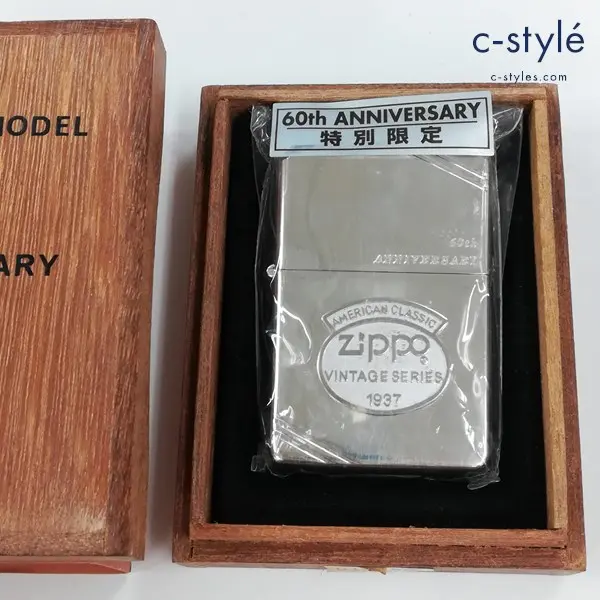 c-stylé
c-styles.com
MODEL
ARY
60th ANNIVERSARY
特別限定
60th
ANNIVERSARY
AMERICAN CLASSIC
zippo
VINTAGE SERIES
1937